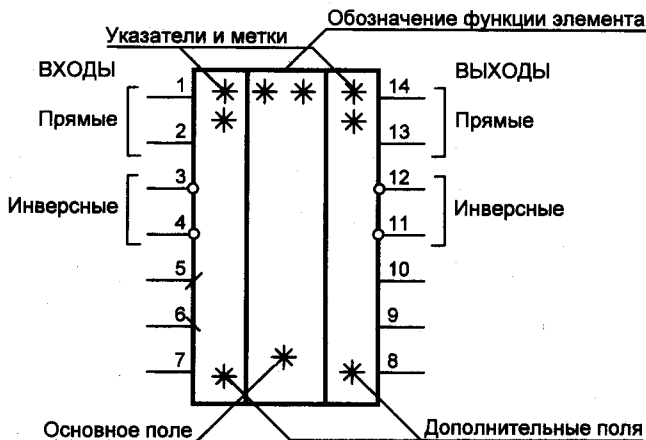 Обозначение функции элемента
Указатели и метки
ВХОДЫ
ВЫХОДЫ
1
14
Прямые
Прямые
2
13
3
12
Инверсные
Инверсные
4
11
5
10
6
9
7
8
Основное поле
Дополнительные поля